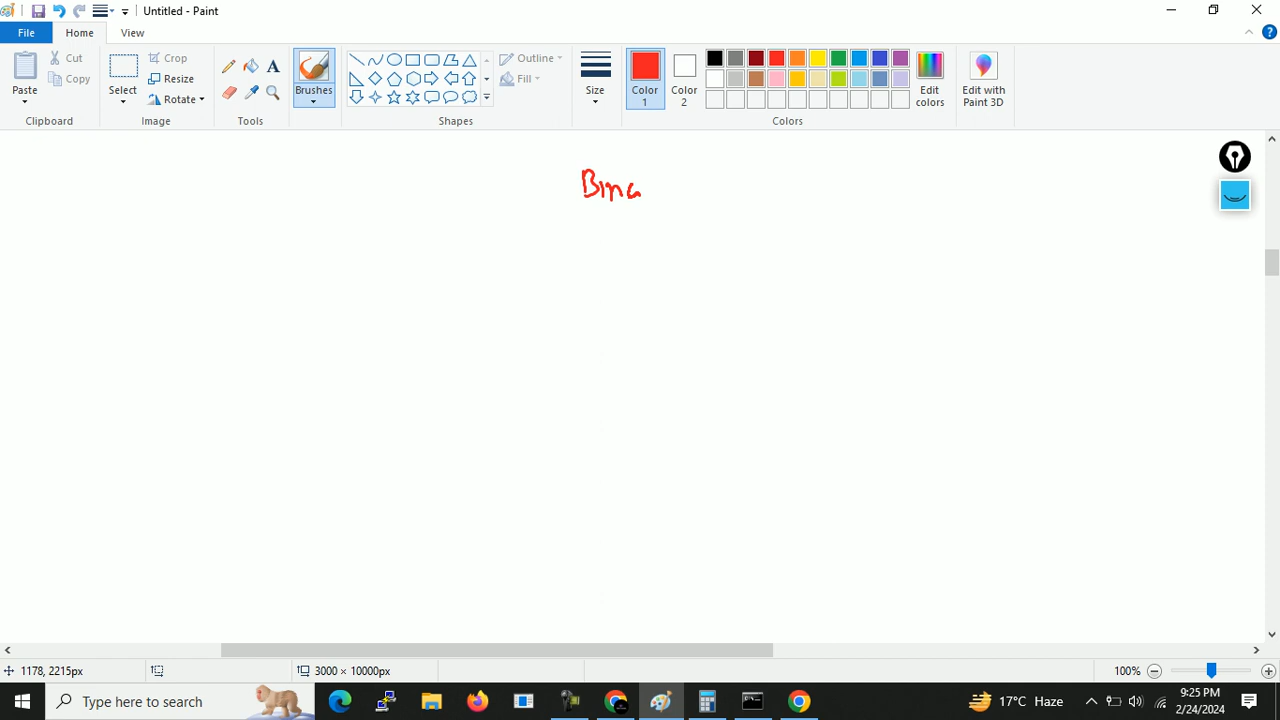 Untitled - Paint
File Home View
Paste Cut Copy Clipboard
Select Crop Resize Rotate Image
A Tools
Brushes
Shapes Outline Fill
Size
Color 1 Color 2 Edit colors Colors
Edit with Paint 3D
Bina
1178, 2215px 3000 × 10000px 100%
Type here to search 17°C Haze 9:25 PM
2/24/2024